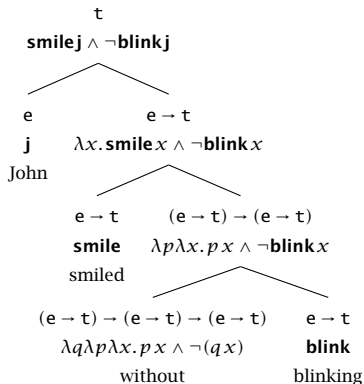 t
smile j ∧ ¬blink j
e e → t
j λx. smile x ∧ ¬blink x
John
e → t (e → t) → (e → t)
smile λpλx. p x ∧ ¬blink x
smiled
(e → t) → (e → t) → (e → t) e → t
λqλpλx. p x ∧ ¬(q x) blink
without blinking